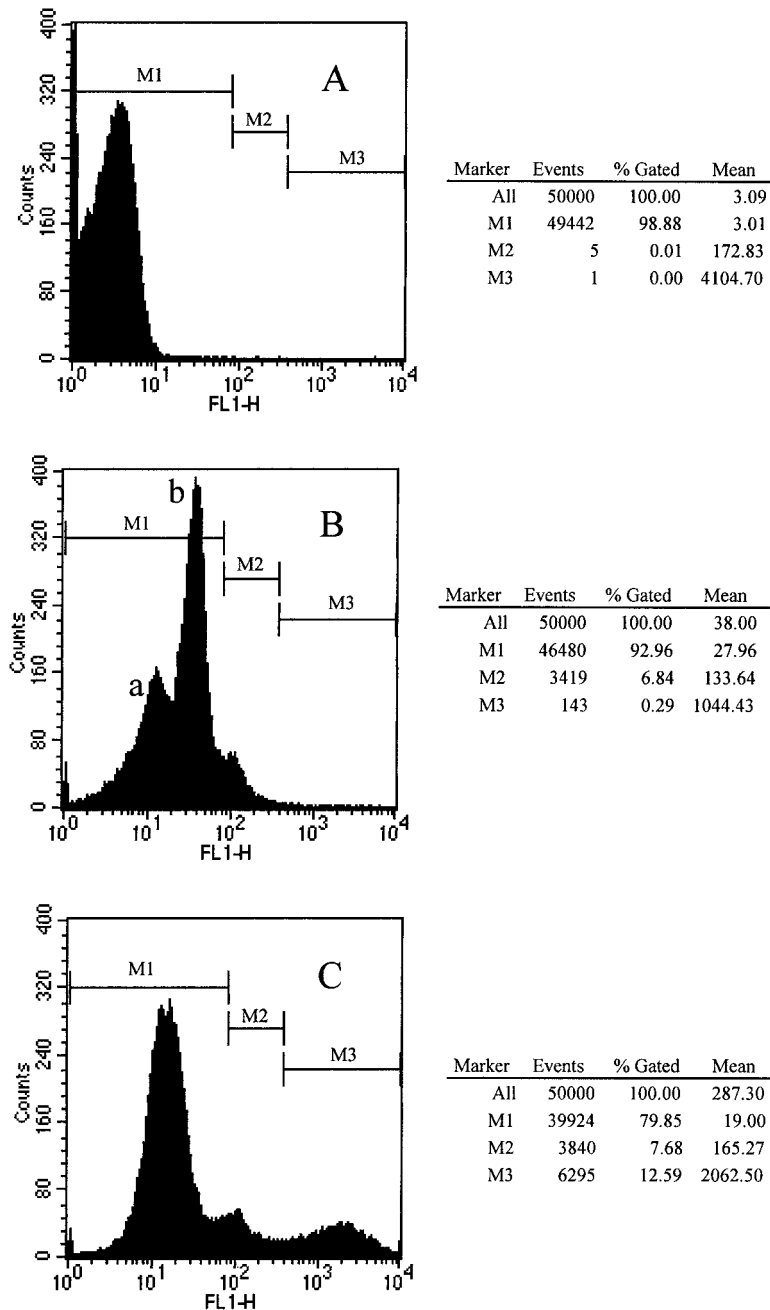 400
320
240
160
80
0
Counts
M1
M2
M3
A
10^0 10^1 10^2 10^3 10^4
FL1-H
Marker Events % Gated Mean
All 50000 100.00 3.09
M1 49442 98.88 3.01
M2 5 0.01 172.83
M3 1 0.00 4104.70
400
320
240
160
80
0
Counts
b
a
M1
M2
M3
B
10^0 10^1 10^2 10^3 10^4
FL1-H
Marker Events % Gated Mean
All 50000 100.00 38.00
M1 46480 92.96 27.96
M2 3419 6.84 133.64
M3 143 0.29 1044.43
400
320
240
160
80
0
Counts
M1
M2
M3
C
10^0 10^1 10^2 10^3 10^4
FL1-H
Marker Events % Gated Mean
All 50000 100.00 287.30
M1 39924 79.85 19.00
M2 3840 7.68 165.27
M3 6295 12.59 2062.50